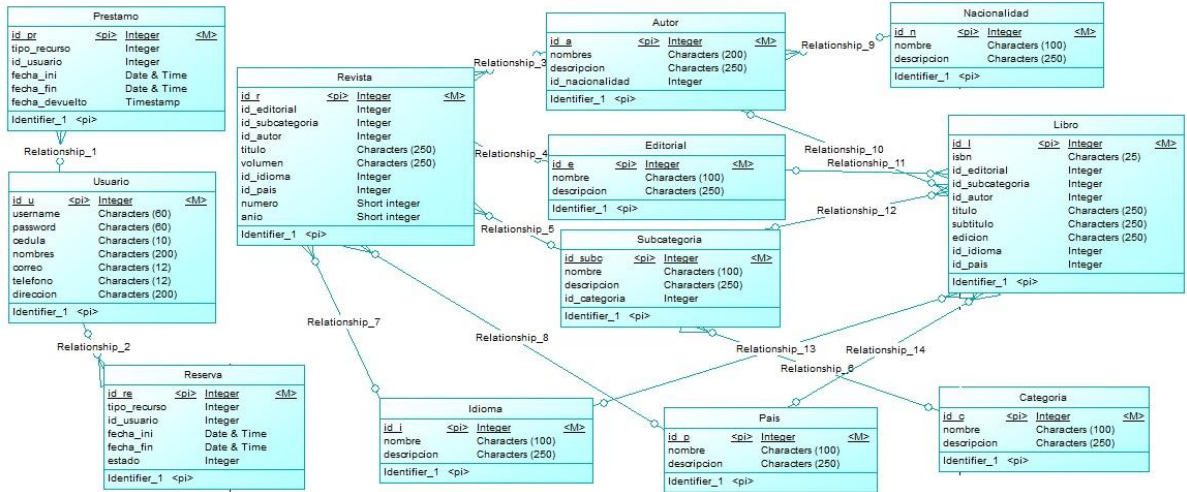 Prestamo
id_pr <pi> Integer <M>
tipo_recurso Integer
id_usuario Integer
fecha_ini Date & Time
fecha_fin Date & Time
fecha_devuelto Timestamp
Identifier_1 <pi>
Relationship_1
Usuario
id_u <pi> Integer <M>
username Characters (60)
password Characters (60)
cedula Characters (10)
nombres Characters (200)
correo Characters (12)
telefono Characters (12)
direccion Characters (200)
Identifier_1 <pi>
Relationship_2
Reserva
id_re <pi> Integer <M>
tipo_recurso Integer
id_usuario Integer
fecha_ini Date & Time
fecha_fin Date & Time
estado Integer
Identifier_1 <pi>
Revista
id_r <pi> Integer <M>
id_editorial Integer
id_subcategoria Integer
id_autor Integer
titulo Characters (250)
volumen Characters (250)
id_idioma Integer
id_pais Integer
numero Short integer
anio Short integer
Identifier_1 <pi>
Relationship_3
Relationship_4
Relationship_5
Relationship_7
Relationship_8
Autor
id_a <pi> Integer <M>
nombres Characters (200)
descripcion Characters (250)
id_nacionalidad Integer
Identifier_1 <pi>
Relationship_9
Nacionalidad
id_n <pi> Integer <M>
nombre Characters (100)
descripcion Characters (250)
Identifier_1 <pi>
Relationship_10
Relationship_11
Editorial
id_e <pi> Integer <M>
nombre Characters (100)
descripcion Characters (250)
Identifier_1 <pi>
Relationship_12
Subcategoria
id_subc <pi> Integer <M>
nombre Characters (100)
descripcion Characters (250)
id_categoria Integer
Identifier_1 <pi>
Libro
id_l <pi> Integer <M>
isbn Characters (25)
id_editorial Integer
id_subcategoria Integer
id_autor Integer
titulo Characters (250)
subtitulo Characters (250)
edicion Characters (250)
id_idioma Integer
id_pais Integer
Identifier_1 <pi>
Relationship_13
Relationship_14
Relationship_6
Idioma
id_i <pi> Integer <M>
nombre Characters (100)
descripcion Characters (250)
Identifier_1 <pi>
Pais
id_p <pi> Integer <M>
nombre Characters (100)
descripcion Characters (250)
Identifier_1 <pi>
Categoria
id_c <pi> Integer <M>
nombre Characters (100)
descripcion Characters (250)
Identifier_1 <pi>